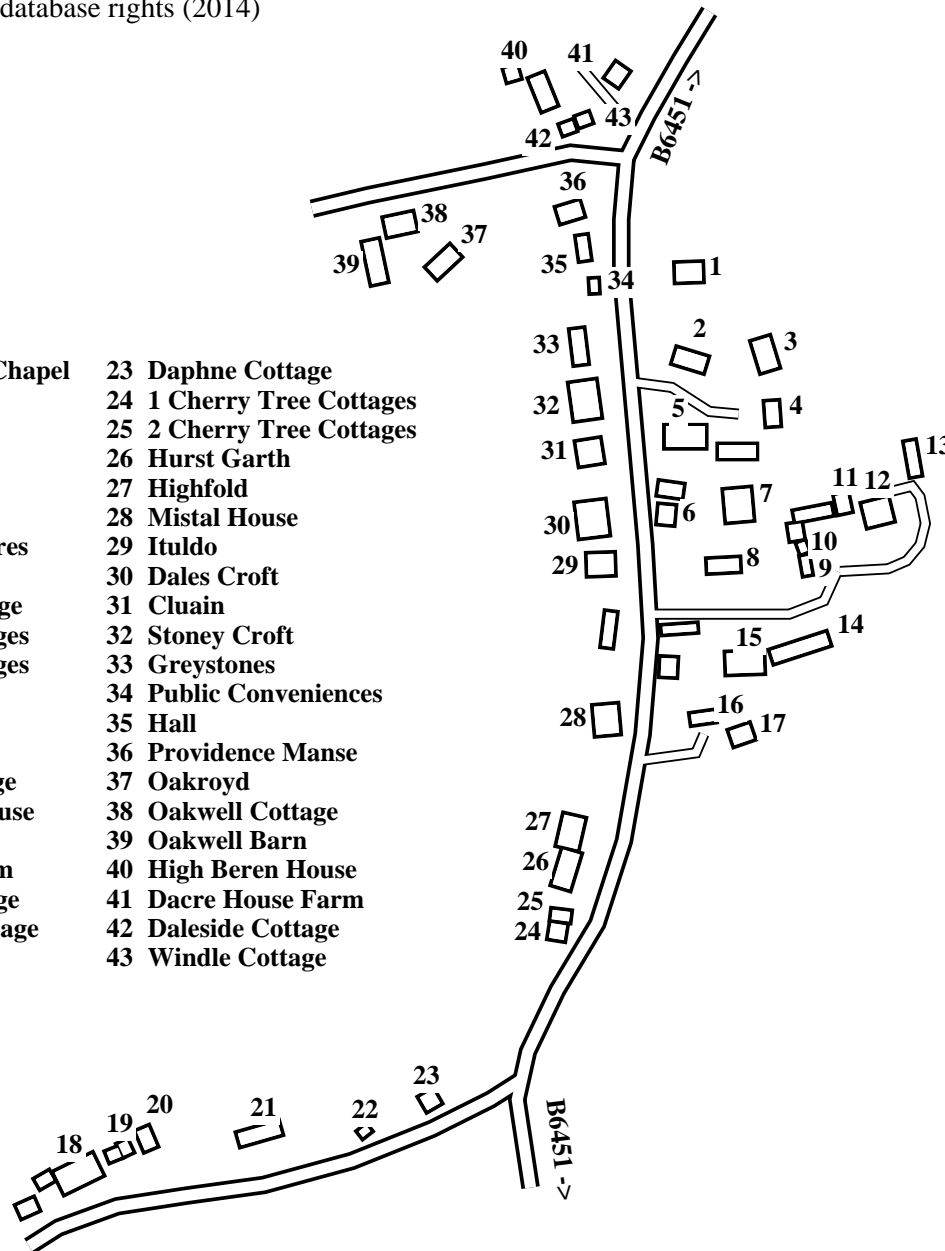 database rights (2014)
40
41
43
42
B6451 ->
36
38
37
39
35
34
1
33
2
3
32
5
4
31
13
11
12
7
30
6
10
29
8
9
15
14
28
16
17
27
26
25
24
Chapel
res
ge
ges
ges
ge
use
m
ge
age
23 Daphne Cottage
24 1 Cherry Tree Cottages
25 2 Cherry Tree Cottages
26 Hurst Garth
27 Highfold
28 Mistal House
29 Ituldo
30 Dales Croft
31 Cluain
32 Stoney Croft
33 Greystones
34 Public Conveniences
35 Hall
36 Providence Manse
37 Oakroyd
38 Oakwell Cottage
39 Oakwell Barn
40 High Beren House
41 Dacre House Farm
42 Daleside Cottage
43 Windle Cottage
23
22
21
20
19
18
B6451 ->